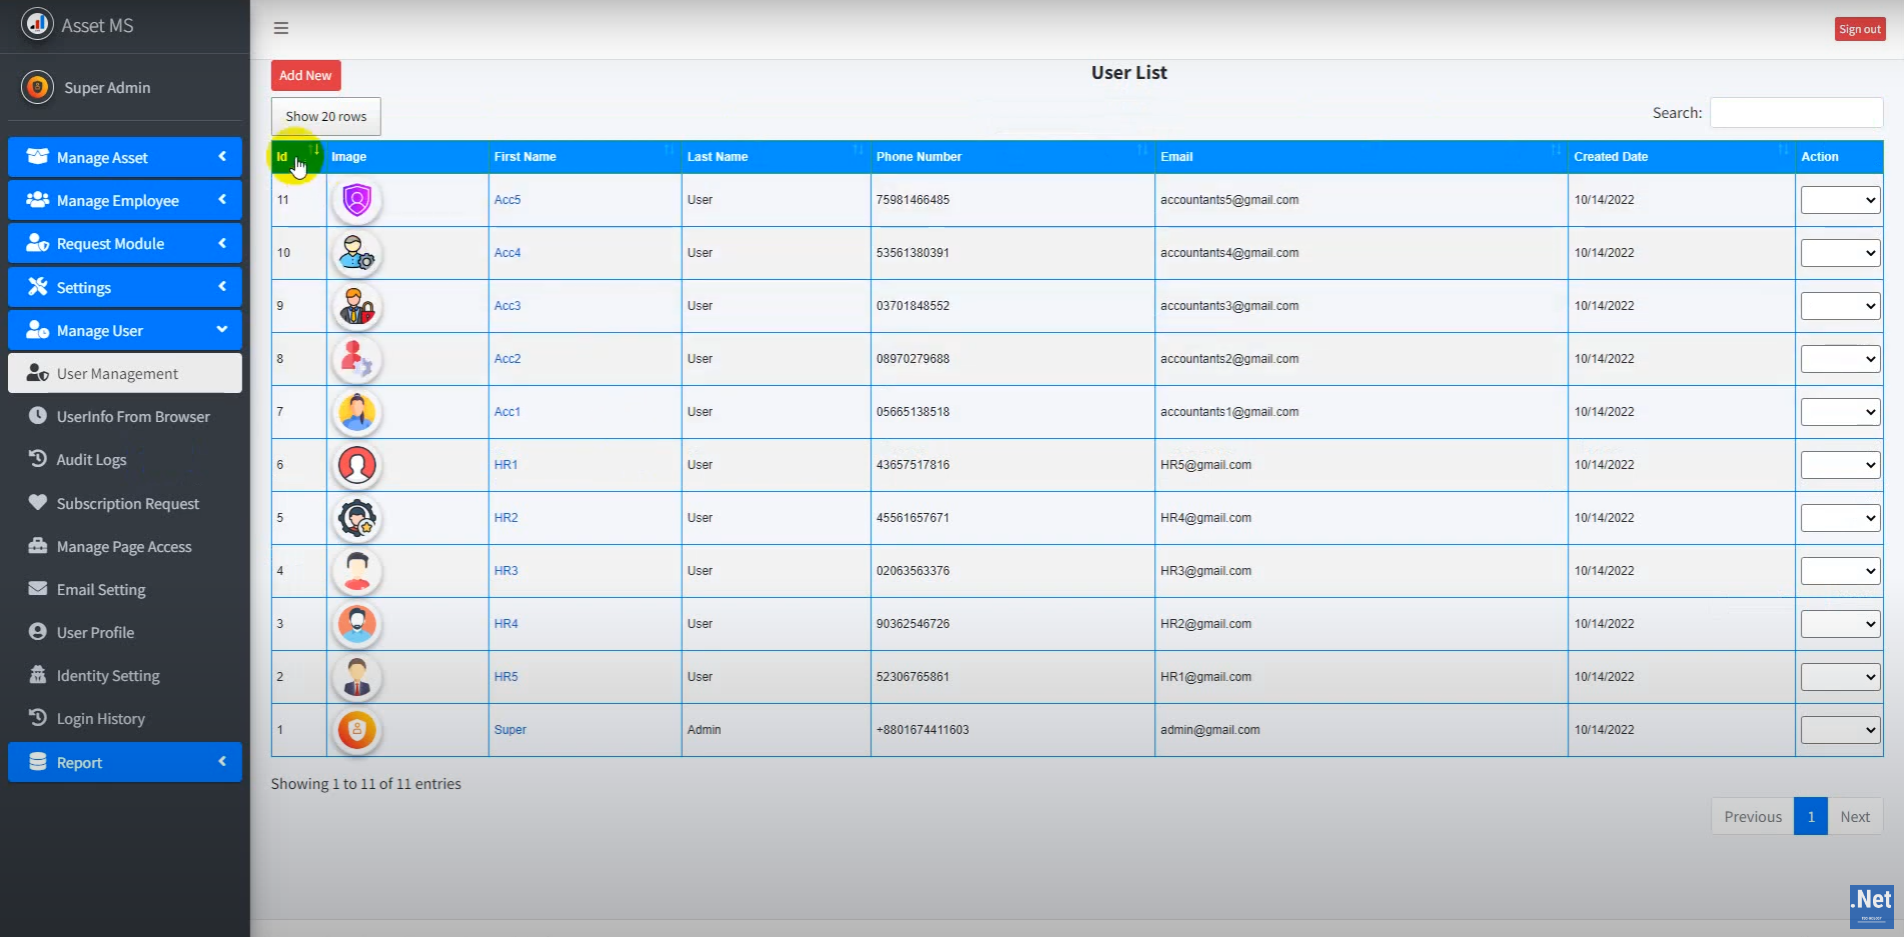 Asset MS
Sign out
Super Admin
Add New
User List
Show 20 rows
Search:
Manage Asset
Manage Employee
Request Module
Settings
Manage User
User Management
UserInfo From Browser
Audit Logs
Subscription Request
Manage Page Access
Email Setting
User Profile
Identity Setting
Login History
Report
Id Image First Name Last Name Phone Number Email Created Date Action
11 Acc5 User 75981466485 accountants5@gmail.com 10/14/2022
10 Acc4 User 53561380391 accountants4@gmail.com 10/14/2022
9 Acc3 User 03701848552 accountants3@gmail.com 10/14/2022
8 Acc2 User 08970279688 accountants2@gmail.com 10/14/2022
7 Acc1 User 05665138518 accountants1@gmail.com 10/14/2022
6 HR1 User 43657517816 HR5@gmail.com 10/14/2022
5 HR2 User 45561657671 HR4@gmail.com 10/14/2022
4 HR3 User 02063563376 HR3@gmail.com 10/14/2022
3 HR4 User 90362546726 HR2@gmail.com 10/14/2022
2 HR5 User 52306765861 HR1@gmail.com 10/14/2022
1 Super Admin +8801674411603 admin@gmail.com 10/14/2022
Showing 1 to 11 of 11 entries
Previous 1 Next
.Net